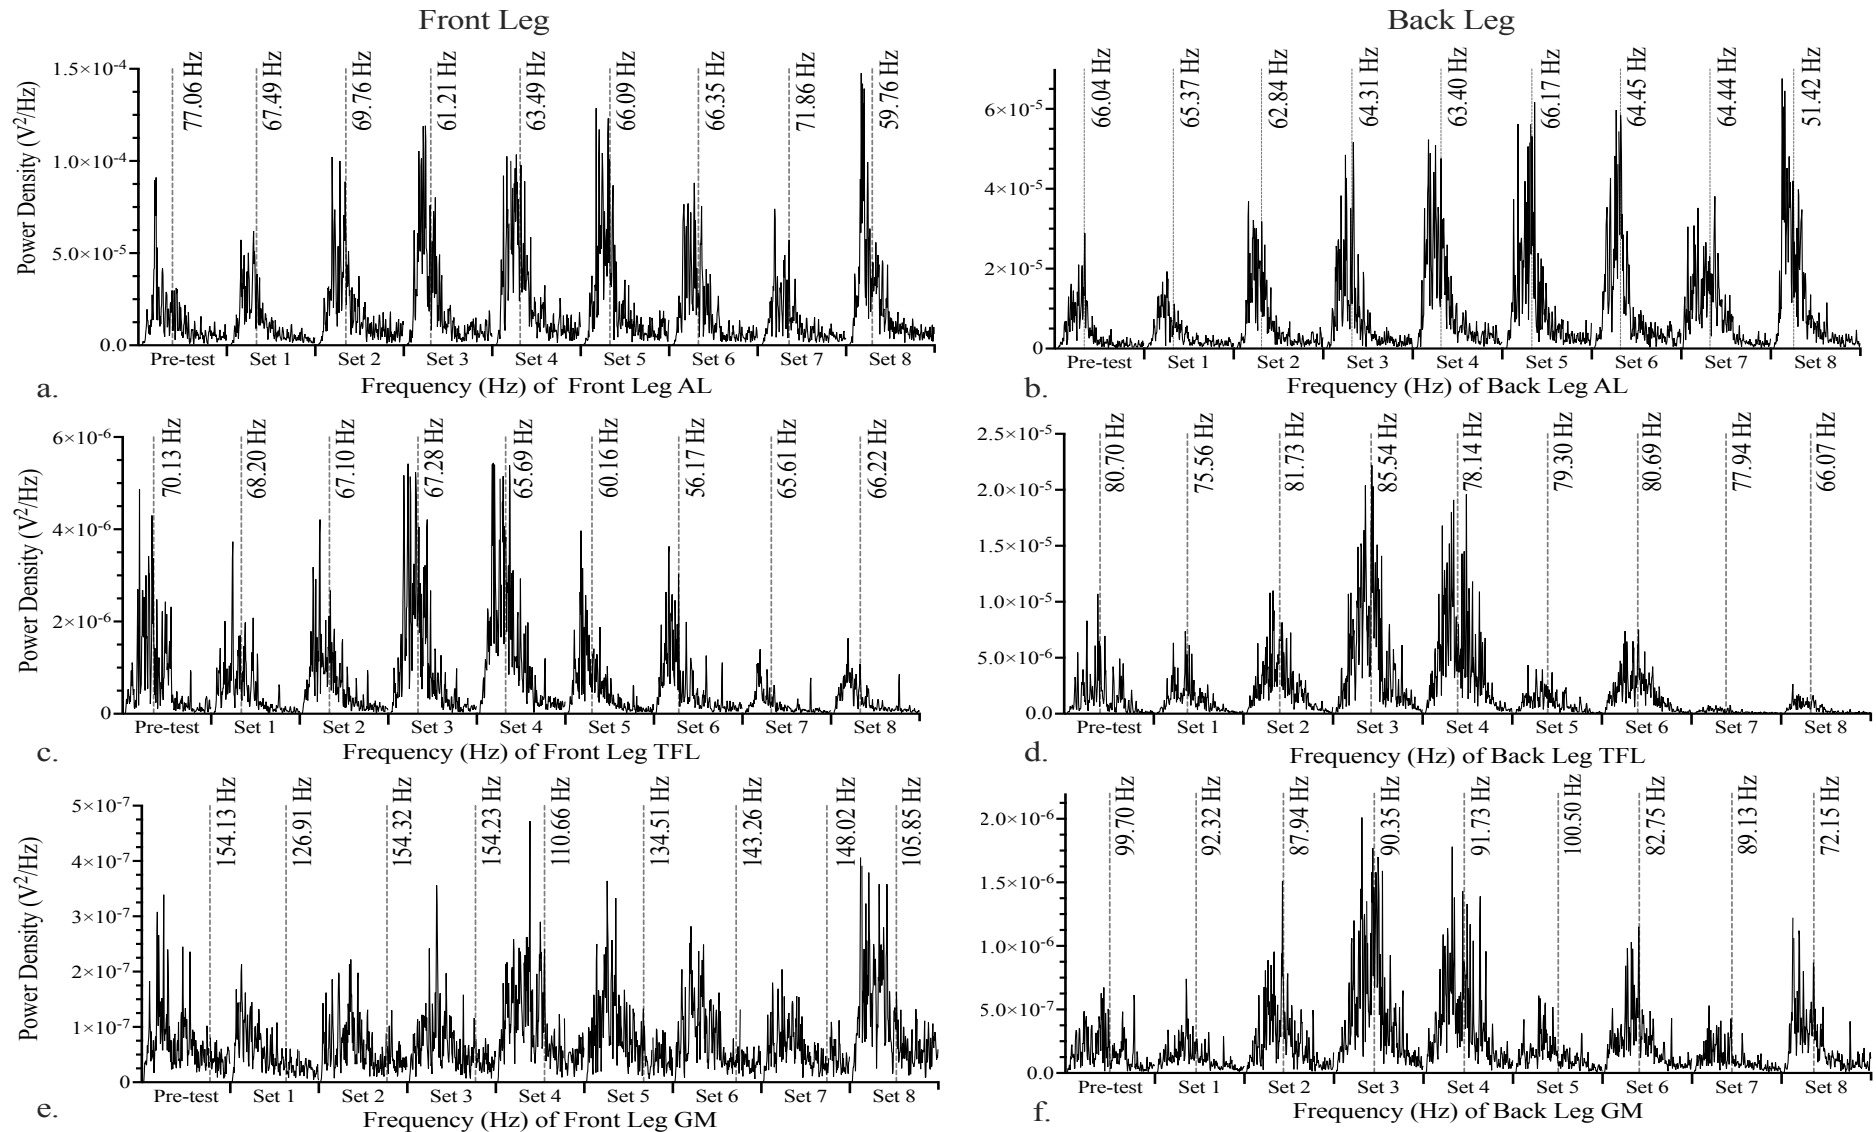 Front Leg
Back Leg
Power Density (V²/Hz)
1.5×10⁻⁴
1.0×10⁻⁴
5.0×10⁻⁵
0.0
77.06 Hz
67.49 Hz
69.76 Hz
61.21 Hz
63.49 Hz
66.09 Hz
66.35 Hz
71.86 Hz
59.76 Hz
Pre-test Set 1 Set 2 Set 3 Set 4 Set 5 Set 6 Set 7 Set 8
a.
Frequency (Hz) of Front Leg AL
6×10⁻⁵
4×10⁻⁵
2×10⁻⁵
0
66.04 Hz
65.37 Hz
62.84 Hz
64.31 Hz
63.40 Hz
66.17 Hz
64.45 Hz
64.44 Hz
51.42 Hz
Pre-test Set 1 Set 2 Set 3 Set 4 Set 5 Set 6 Set 7 Set 8
b.
Frequency (Hz) of Back Leg AL
Power Density (V²/Hz)
6×10⁻⁶
4×10⁻⁶
2×10⁻⁶
0
70.13 Hz
68.20 Hz
67.10 Hz
67.28 Hz
65.69 Hz
60.16 Hz
56.17 Hz
65.61 Hz
66.22 Hz
Pre-test Set 1 Set 2 Set 3 Set 4 Set 5 Set 6 Set 7 Set 8
c.
Frequency (Hz) of Front Leg TFL
2.5×10⁻⁵
2.0×10⁻⁵
1.5×10⁻⁵
1.0×10⁻⁵
5.0×10⁻⁶
0.0
80.70 Hz
75.56 Hz
81.73 Hz
85.54 Hz
78.14 Hz
79.30 Hz
80.69 Hz
77.94 Hz
66.07 Hz
Pre-test Set 1 Set 2 Set 3 Set 4 Set 5 Set 6 Set 7 Set 8
d.
Frequency (Hz) of Back Leg TFL
Power Density (V²/Hz)
5×10⁻⁷
4×10⁻⁷
3×10⁻⁷
2×10⁻⁷
1×10⁻⁷
0
154.13 Hz
126.91 Hz
154.32 Hz
154.23 Hz
110.66 Hz
134.51 Hz
143.26 Hz
148.02 Hz
105.85 Hz
Pre-test Set 1 Set 2 Set 3 Set 4 Set 5 Set 6 Set 7 Set 8
e.
Frequency (Hz) of Front Leg GM
2.0×10⁻⁶
1.5×10⁻⁶
1.0×10⁻⁶
5.0×10⁻⁷
0.0
99.70 Hz
92.32 Hz
87.94 Hz
90.35 Hz
91.73 Hz
100.50 Hz
82.75 Hz
89.13 Hz
72.15 Hz
Pre-test Set 1 Set 2 Set 3 Set 4 Set 5 Set 6 Set 7 Set 8
f.
Frequency (Hz) of Back Leg GM